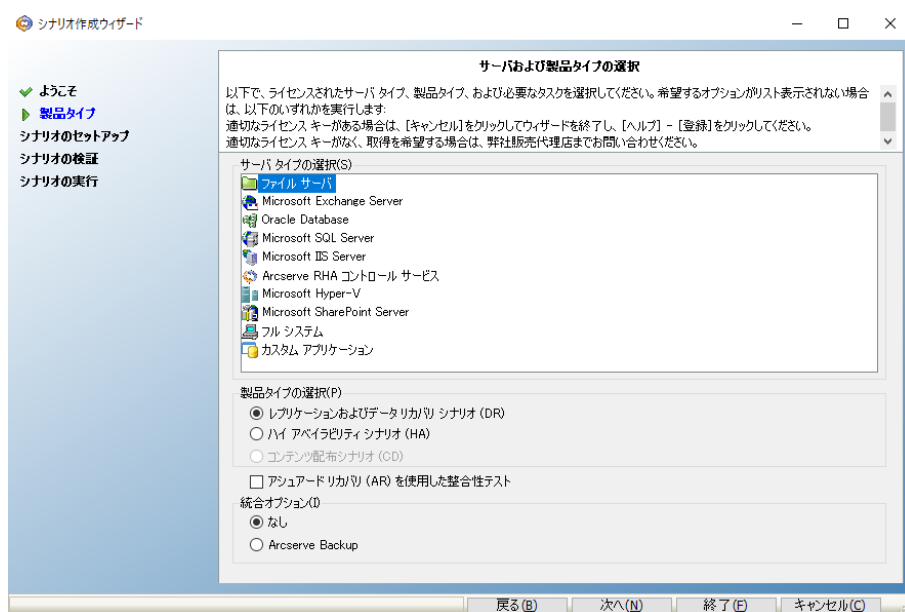 シナリオ作成ウィザード
ようこそ
製品タイプ
シナリオのセットアップ
シナリオの検証
シナリオの実行
サーバおよび製品タイプの選択
以下で、ライセンスされたサーバ タイプ、製品タイプ、および必要なタスクを選択してください。希望するオプションがリスト表示されない場合
は、以下のいずれかを実行します:
適切なライセンス キーがある場合は、[キャンセル]をクリックしてウィザードを終了し、[ヘルプ] - [登録]をクリックしてください。
適切なライセンス キーがなく、取得を希望する場合は、弊社販売代理店までお問い合わせください。
サーバ タイプの選択(S)
ファイル サーバ
Microsoft Exchange Server
Oracle Database
Microsoft SQL Server
Microsoft IIS Server
Arcserve RHA コントロール サービス
Microsoft Hyper-V
Microsoft SharePoint Server
フル システム
カスタム アプリケーション
製品タイプの選択(P)
レプリケーションおよびデータ リカバリ シナリオ (DR)
ハイ アベイラビリティ シナリオ (HA)
コンテンツ配布シナリオ (CD)
アシュアード リカバリ (AR) を使用した整合性テスト
統合オプション(I)
なし
Arcserve Backup
戻る(B) 次へ(N) 終了(F) キャンセル(C)